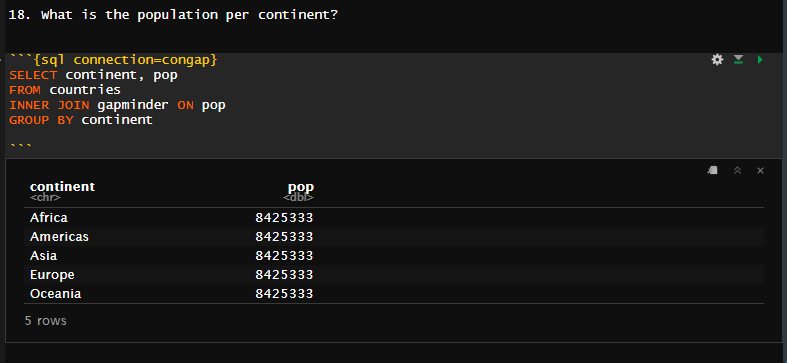 18. What is the population per continent?
```{sql connection=congap}
SELECT continent, pop
FROM countries
INNER JOIN gapminder ON pop
GROUP BY continent
```
continent pop
<chr> <dbl>
Africa 8425333
Americas 8425333
Asia 8425333
Europe 8425333
Oceania 8425333
5 rows